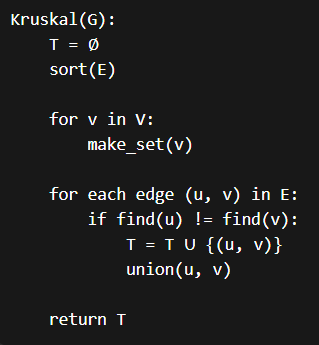 Kruskal(G):
    T = Ø
    sort(E)

    for v in V:
        make_set(v)

    for each edge (u, v) in E:
        if find(u) != find(v):
            T = T ∪ {(u, v)}
            union(u, v)

    return T